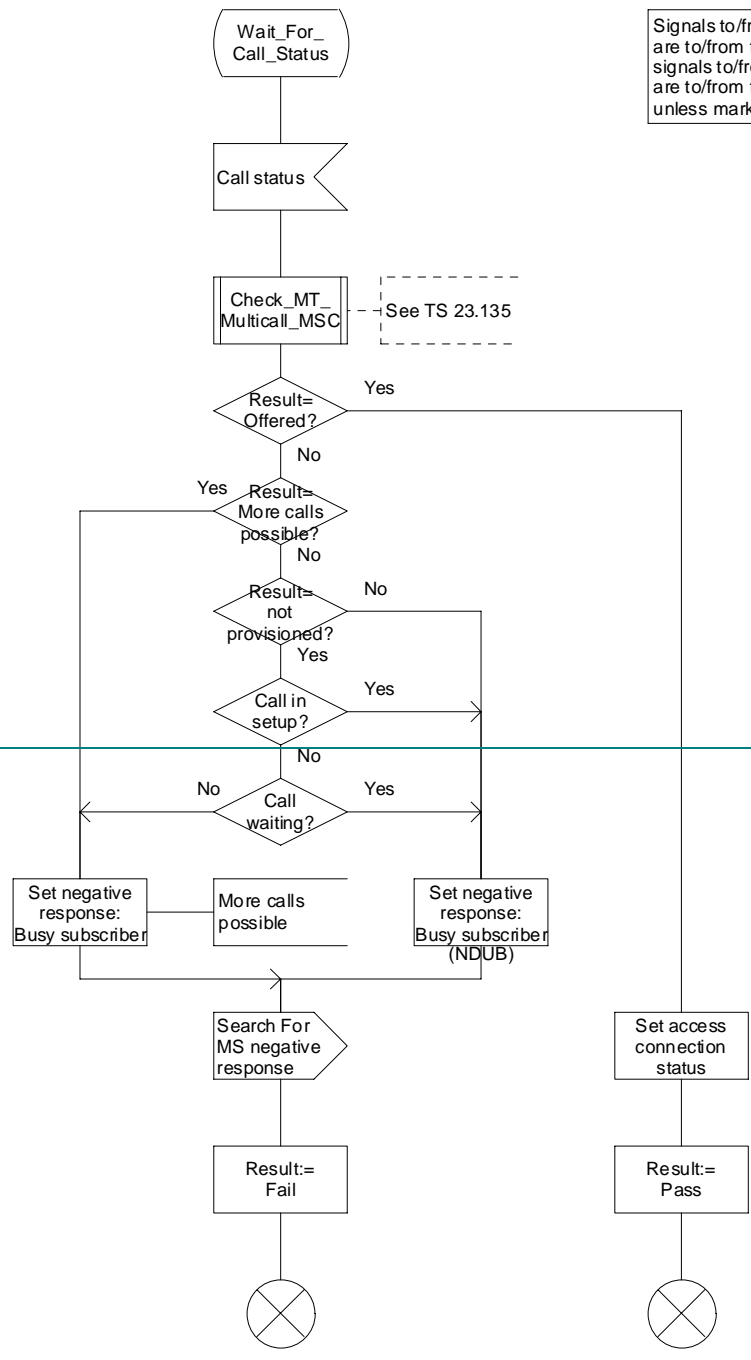 Wait_For_
Call_Status
Signals to/fr
are to/from
signals to/fro
are to/from
unless mark
Call status
Check_MT_
Multicall_MSC
See TS 23.135
Result=
Offered?
Yes
No
Yes
Result=
More calls
possible?
No
Result=
not
provisioned?
No
Yes
Call in
setup?
Yes
No
No
Call
waiting?
Yes
Set negative
response:
Busy subscriber
More calls
possible
Set negative
response:
Busy subscriber
(NDUB)
Search For
MS negative
response
Set access
connection
status
Result:=
Fail
Result:=
Pass